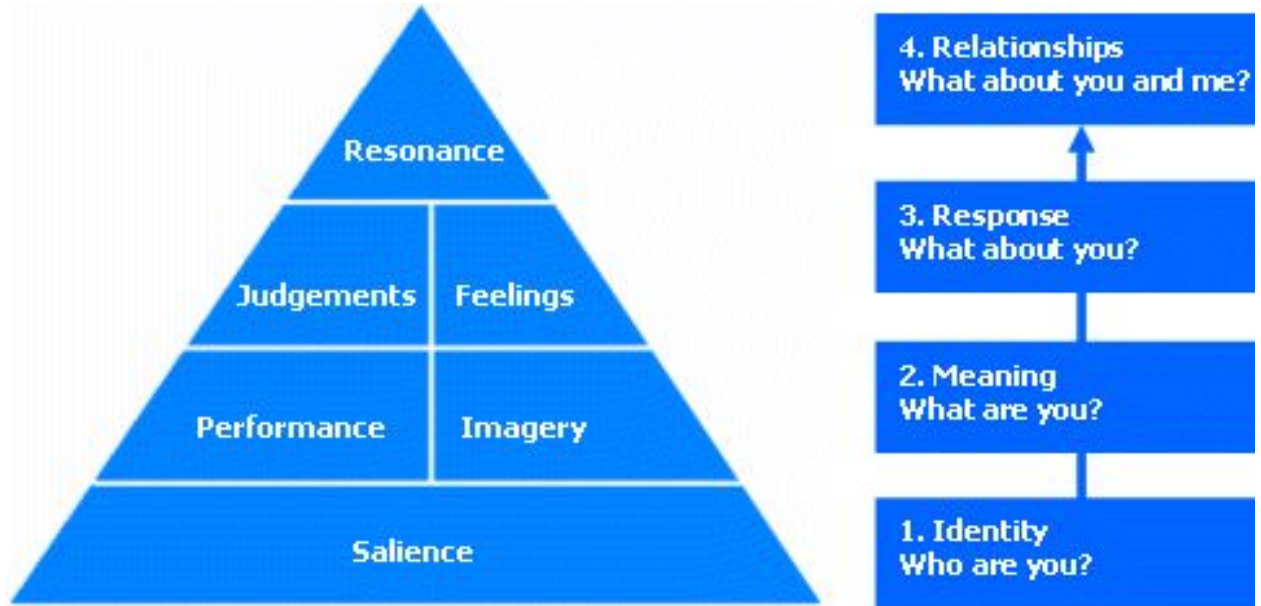 Resonance
Judgements
Feelings
Performance
Imagery
Salience
4. Relationships
What about you and me?
3. Response
What about you?
2. Meaning
What are you?
1. Identity
Who are you?